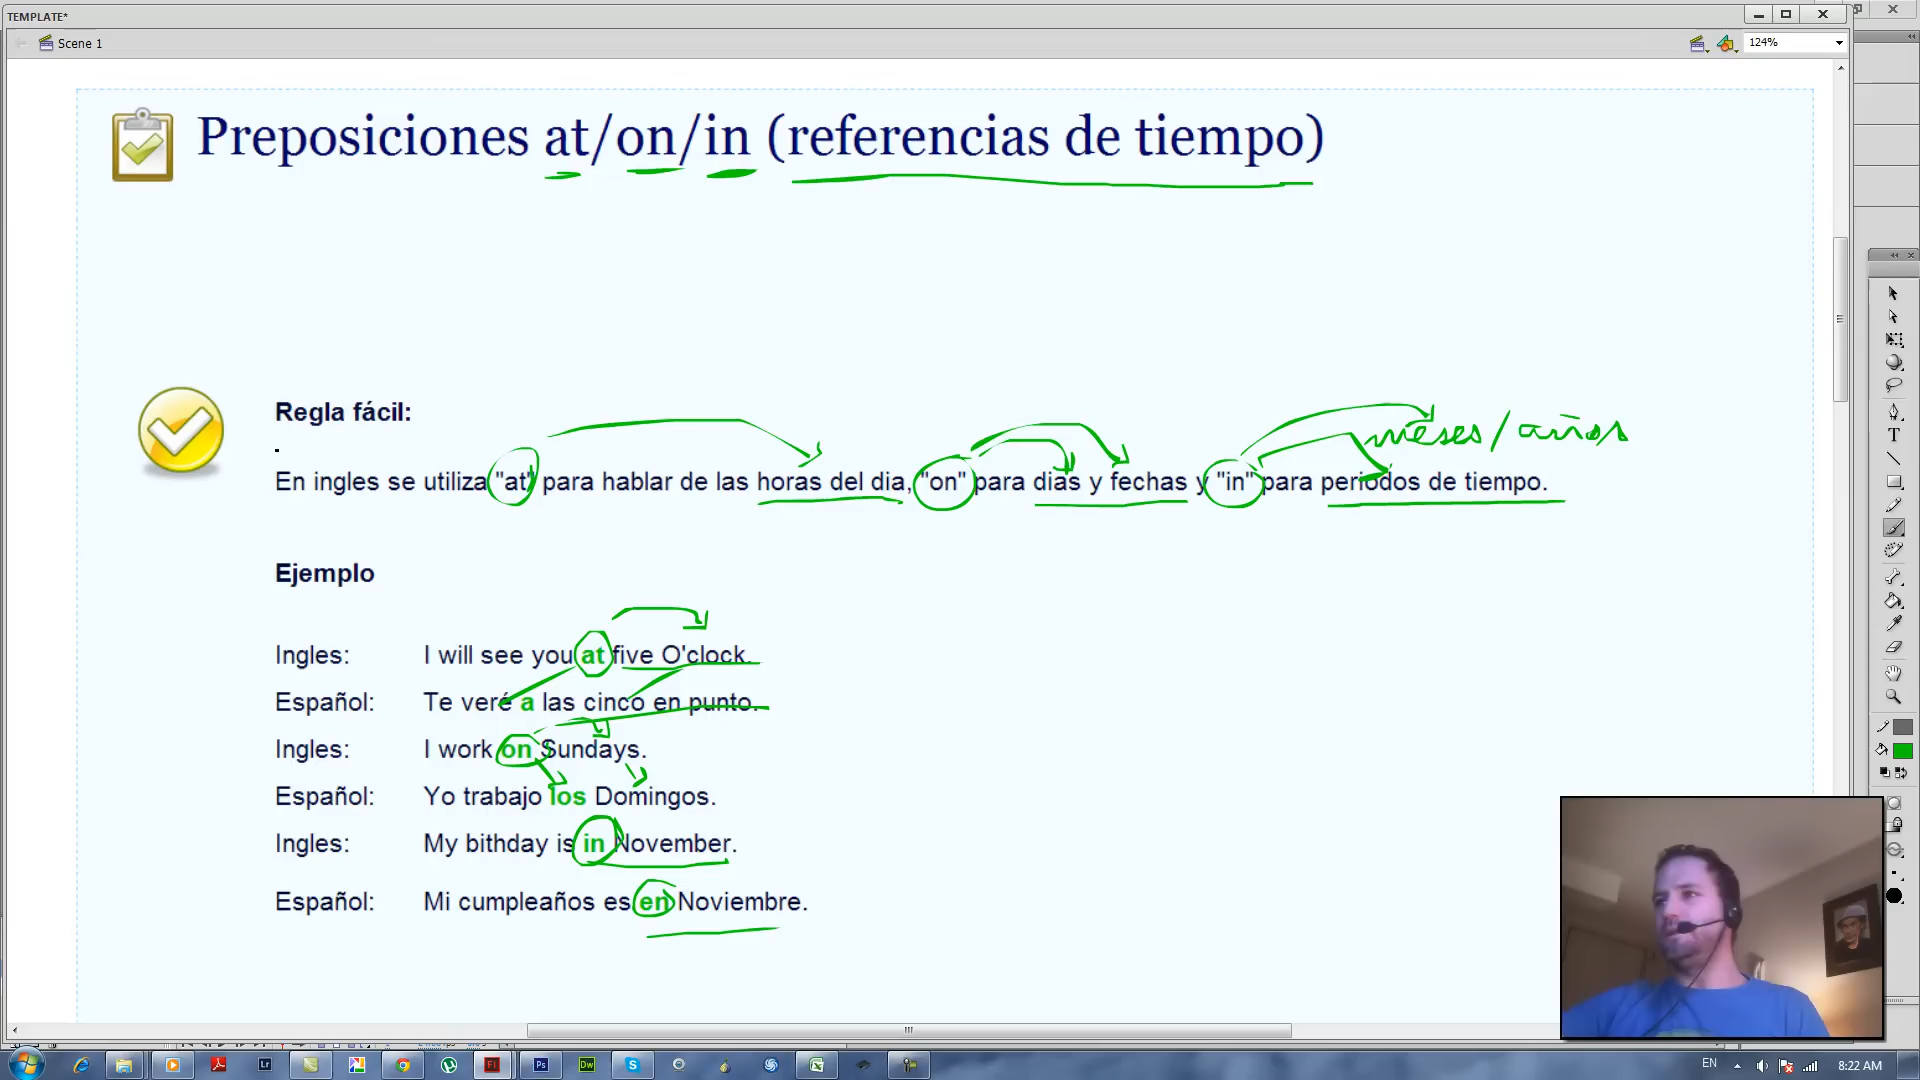 TEMPLATE*
Scene 1
124%
Preposiciones at/on/in (referencias de tiempo)
Regla fácil:
meses/años
En ingles se utiliza "at" para hablar de las horas del dia, "on" para dias y fechas y "in" para periodos de tiempo.
Ejemplo
Ingles: I will see you at five O'clock.
Español: Te veré a las cinco en punto.
Ingles: I work on Sundays.
Español: Yo trabajo los Domingos.
Ingles: My bithday is in November.
Español: Mi cumpleaños es en Noviembre.
EN
8:22 AM